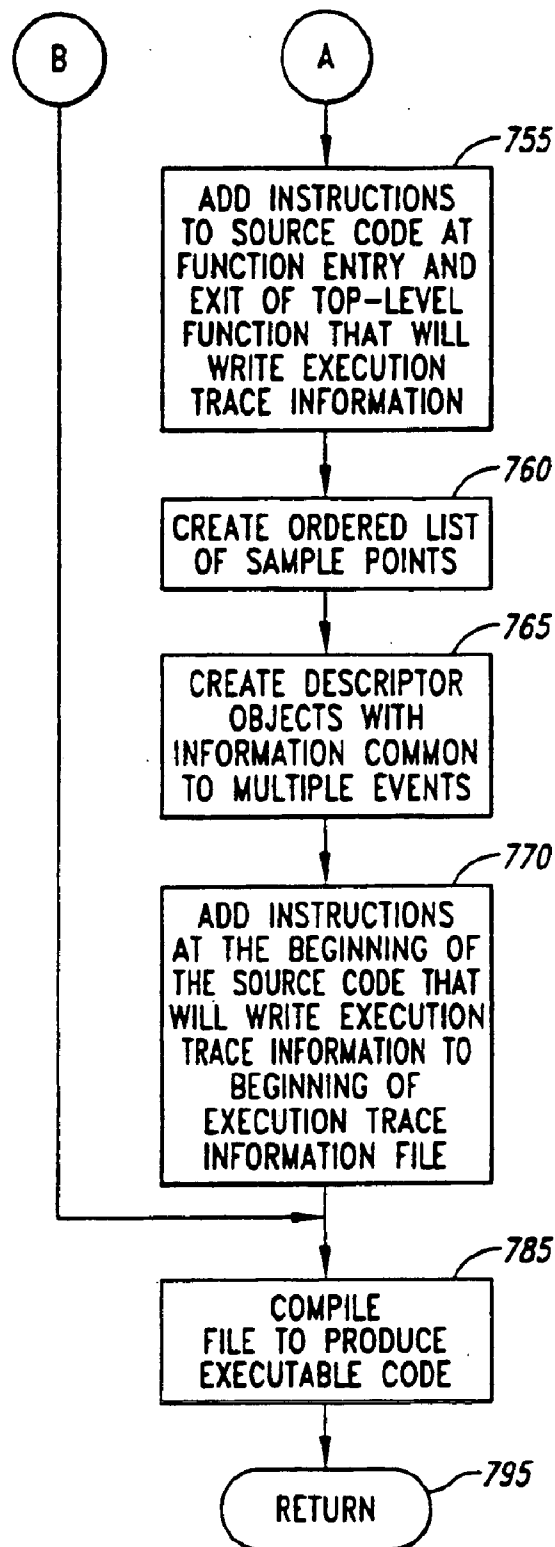 B
A
755
ADD INSTRUCTIONS
TO SOURCE CODE AT
FUNCTION ENTRY AND
EXIT OF TOP-LEVEL
FUNCTION THAT WILL
WRITE EXECUTION
TRACE INFORMATION
760
CREATE ORDERED LIST
OF SAMPLE POINTS
765
CREATE DESCRIPTOR
OBJECTS WITH
INFORMATION COMMON
TO MULTIPLE EVENTS
770
ADD INSTRUCTIONS
AT THE BEGINNING OF
THE SOURCE CODE THAT
WILL WRITE EXECUTION
TRACE INFORMATION TO
BEGINNING OF
EXECUTION TRACE
INFORMATION FILE
785
COMPILE
FILE TO PRODUCE
EXECUTABLE CODE
795
RETURN